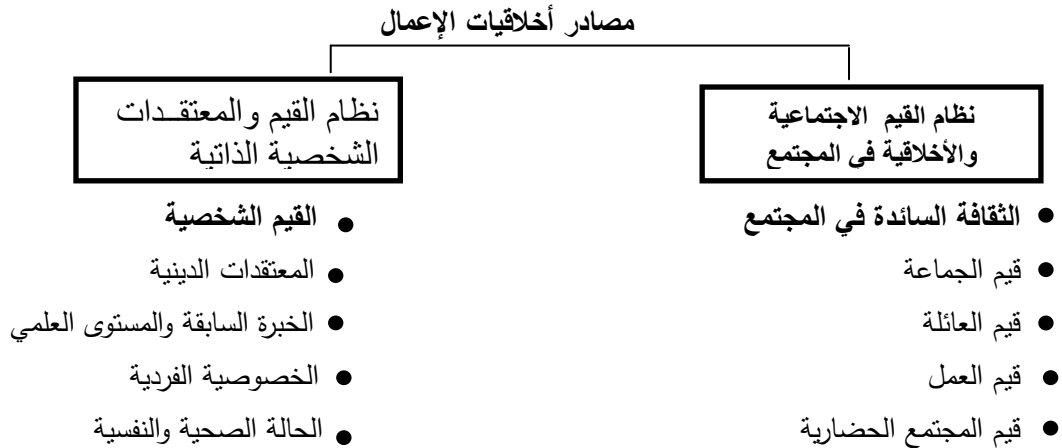 مصادر أخلاقيات الإعمال
نظام القيم الاجتماعية
والأخلاقية في المجتمع
الثقافة السائدة في المجتمع
قيم الجماعة
قيم العائلة
قيم العمل
قيم المجتمع الحضارية
نظام القيم والمعتقــدات
الشخصية الذاتية
القيم الشخصية
المعتقدات الدينية
الخبرة السابقة والمستوى العلمي
الخصوصية الفردية
الحالة الصحية والنفسية